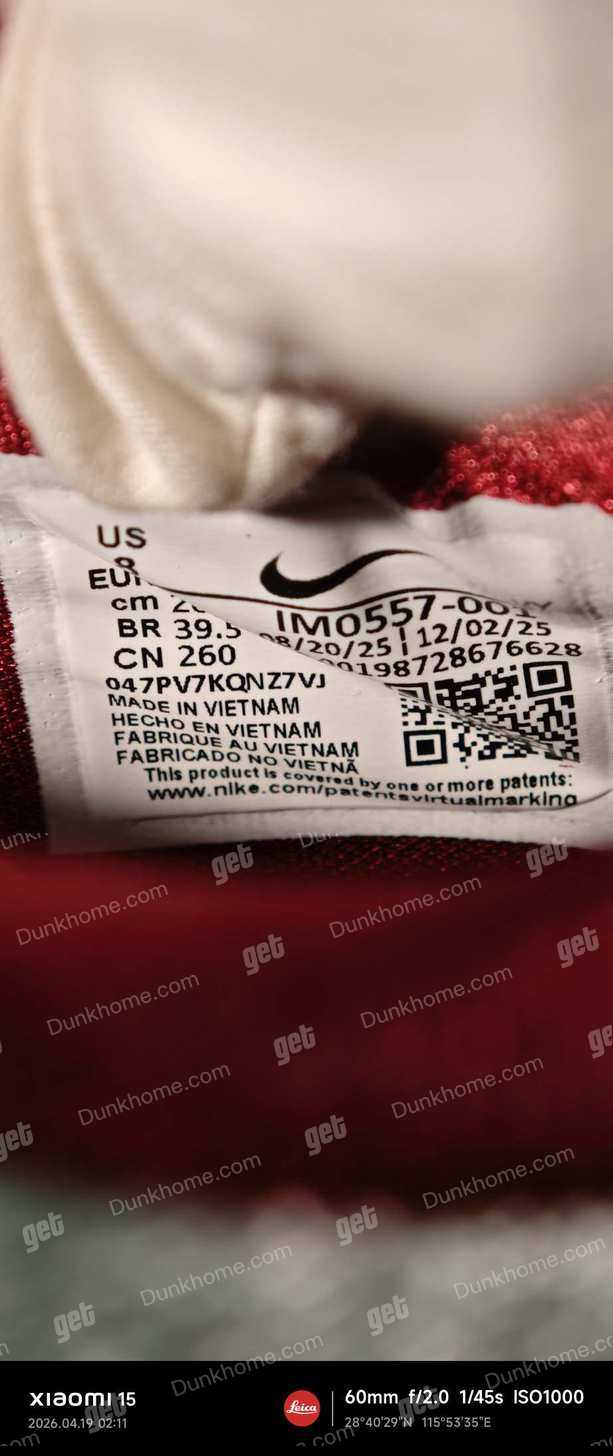 US
8
EUR
cm
BR 39.5
CN 260
IM0557-001
08/20/25 | 12/02/25
00198728676628
047PV7KQNZ7VJ
MADE IN VIETNAM
HECHO EN VIETNAM
FABRIQUE AU VIETNAM
FABRICADO NO VIETNÃ
This product is covered by one or more patents:
www.nike.com/patentsvirtualmarking
get
Dunkhome.com
xiaomi 15
2026.04.19 02:11
Leica
60mm f/2.0 1/45s ISO1000
28°40'29"N 115°53'35"E